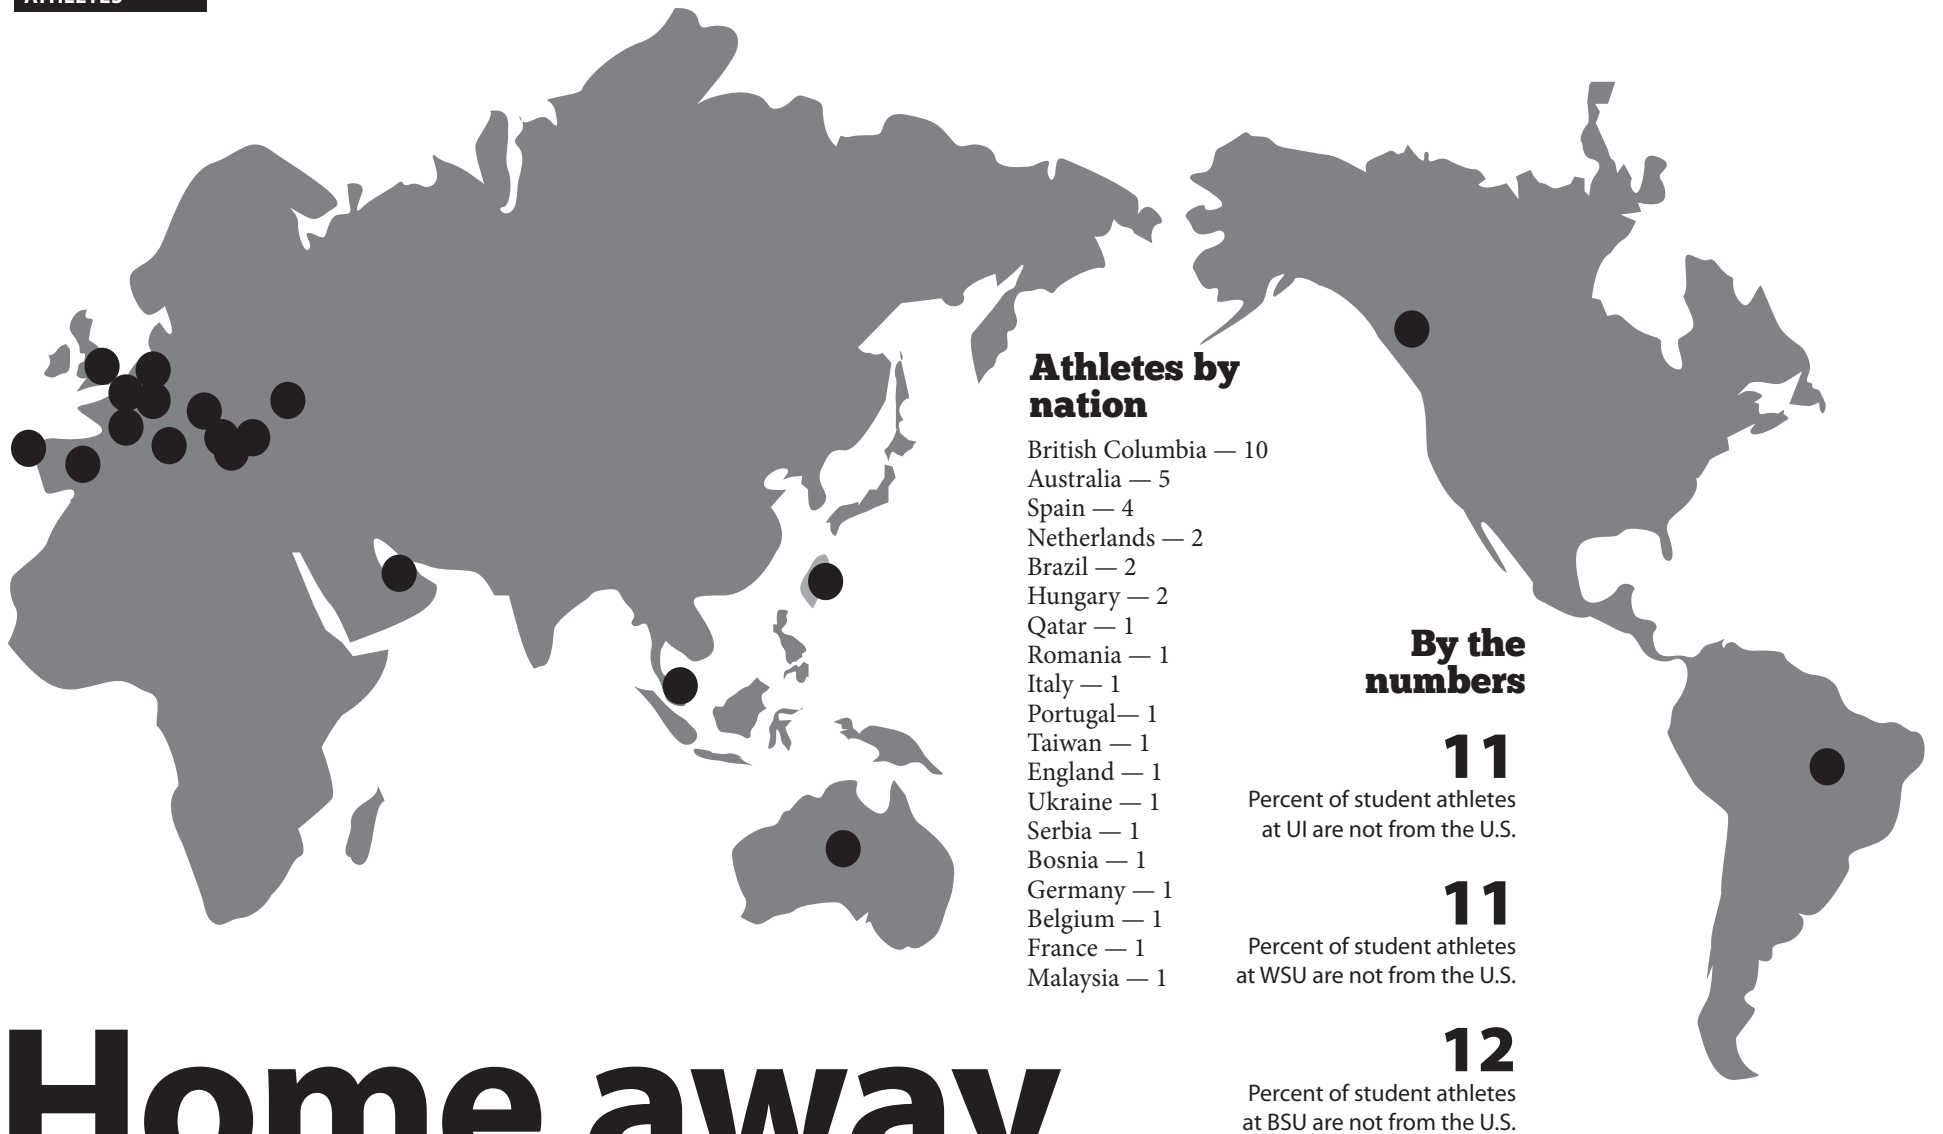 ATHLETES
Athletes by
nation
British Columbia — 10
Australia — 5
Spain — 4
Netherlands — 2
Brazil — 2
Hungary — 2
Qatar — 1
Romania — 1
Italy — 1
Portugal— 1
Taiwan — 1
England — 1
Ukraine — 1
Serbia — 1
Bosnia — 1
Germany — 1
Belgium — 1
France — 1
Malaysia — 1
By the
numbers
11
Percent of student athletes
at UI are not from the U.S.
11
Percent of student athletes
at WSU are not from the U.S.
12
Percent of student athletes
at BSU are not from the U.S.
Home away